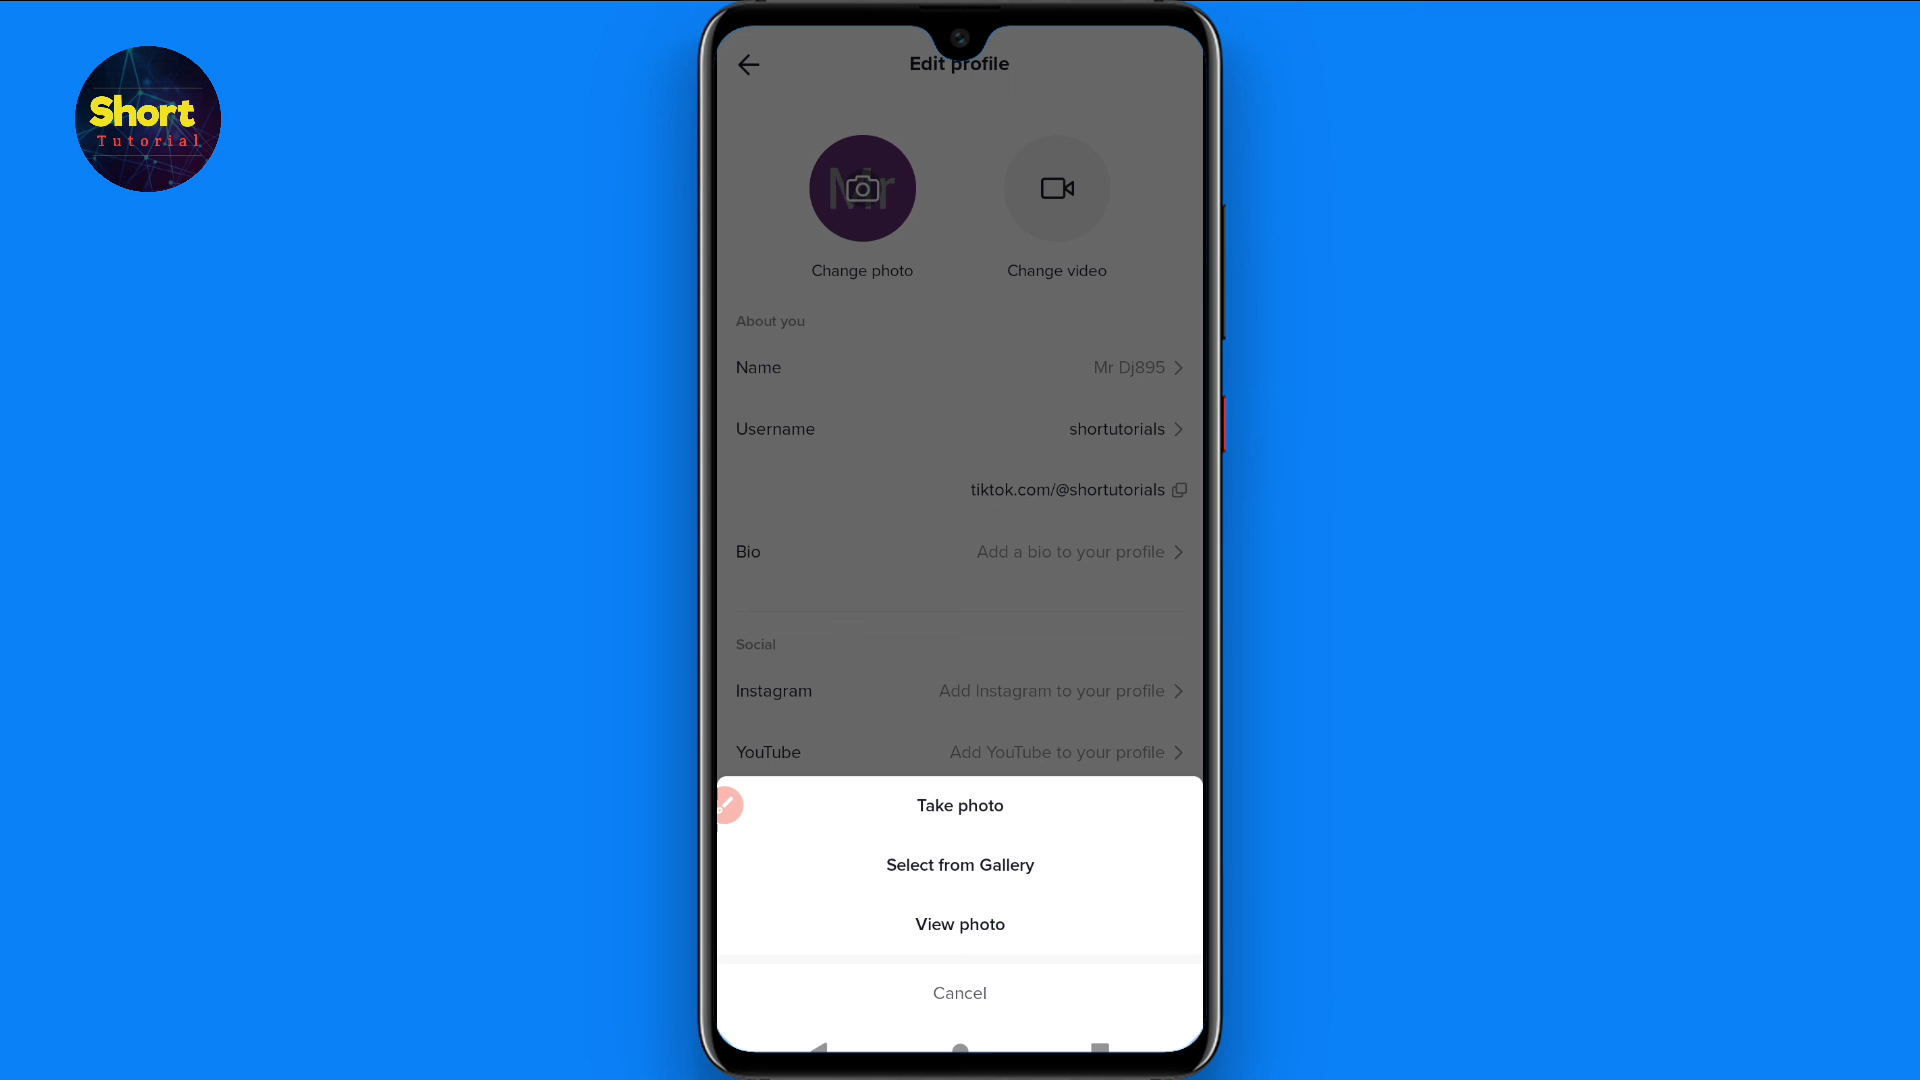 Short
Tutorial
Edit profile
Mr
Change photo
Change video
About you
Name
Mr Dj895
Username
shortutorials
tiktok.com/@shortutorials
Bio
Add a bio to your profile
Social
Instagram
Add Instagram to your profile
YouTube
Add YouTube to your profile
Take photo
Select from Gallery
View photo
Cancel